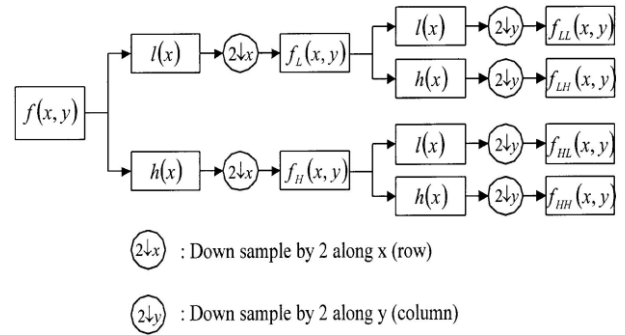 l(x) 2↓y f_LL(x, y)
l(x) 2↓x f_L(x, y)
h(x) 2↓y f_LH(x, y)
f(x, y)
l(x) 2↓y f_HL(x, y)
h(x) 2↓x f_H(x, y)
h(x) 2↓y f_HH(x, y)
2↓x : Down sample by 2 along x (row)
2↓y : Down sample by 2 along y (column)